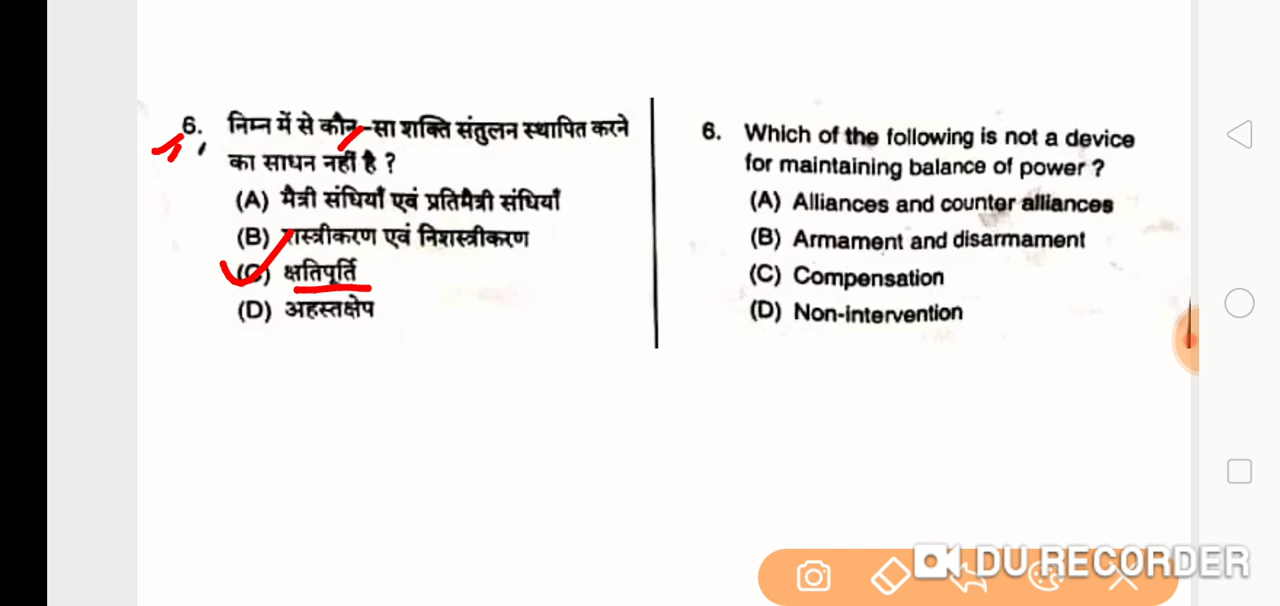 6. निम्न में से कौन-सा शक्ति संतुलन स्थापित करने
का साधन नहीं है ?
(A) मैत्री संधियाँ एवं प्रतिमैत्री संधियाँ
(B) शस्त्रीकरण एवं निशस्त्रीकरण
(C) क्षतिपूर्ति
(D) अहस्तक्षेप
6. Which of the following is not a device
for maintaining balance of power ?
(A) Alliances and counter alliances
(B) Armament and disarmament
(C) Compensation
(D) Non-intervention
DU RECORDER